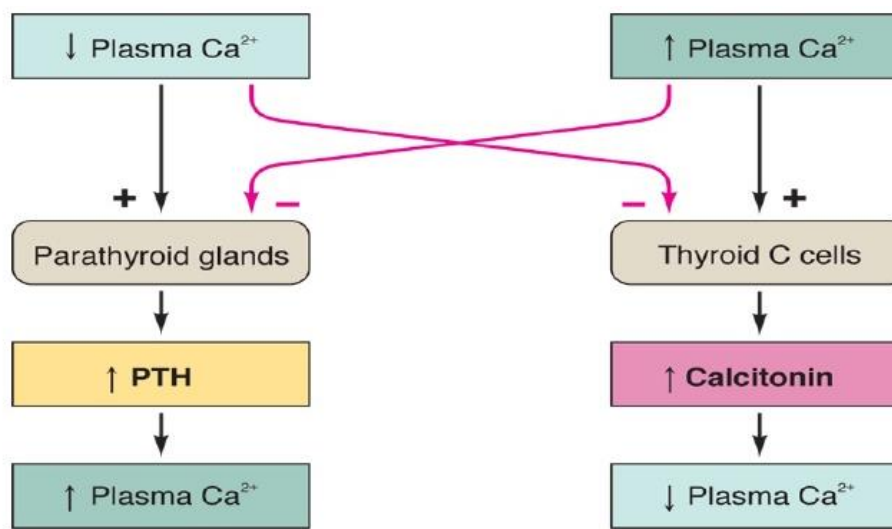 ↓ Plasma Ca²⁺
↑ Plasma Ca²⁺
+
−
−
+
Parathyroid glands
Thyroid C cells
↑ PTH
↑ Calcitonin
↑ Plasma Ca²⁺
↓ Plasma Ca²⁺